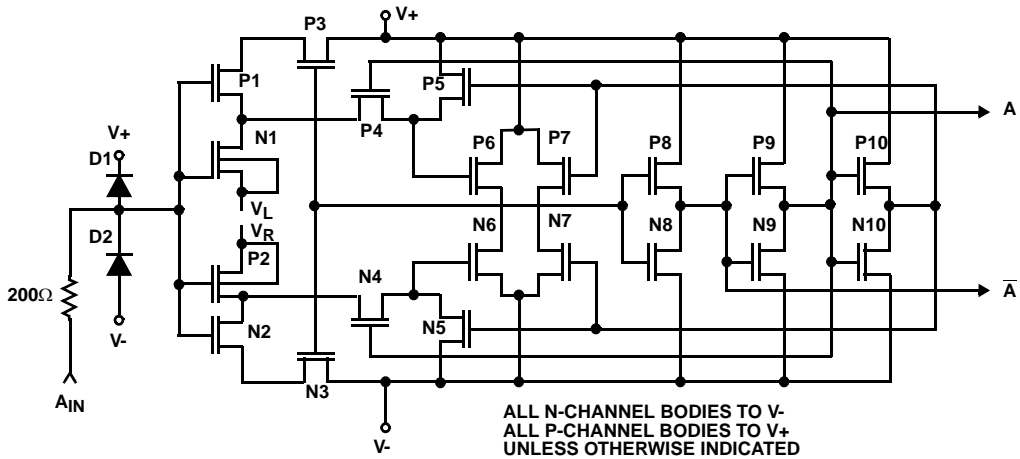 V+
P3
P1
P4
P5
A
N1
P6
P7
P8
P9
P10
V+
D1
VL
VR
N6
N7
N8
N9
N10
D2
P2
N4
A
200Ω
N2
N5
V-
N3
AIN
V-
ALL N-CHANNEL BODIES TO V-
ALL P-CHANNEL BODIES TO V+
UNLESS OTHERWISE INDICATED